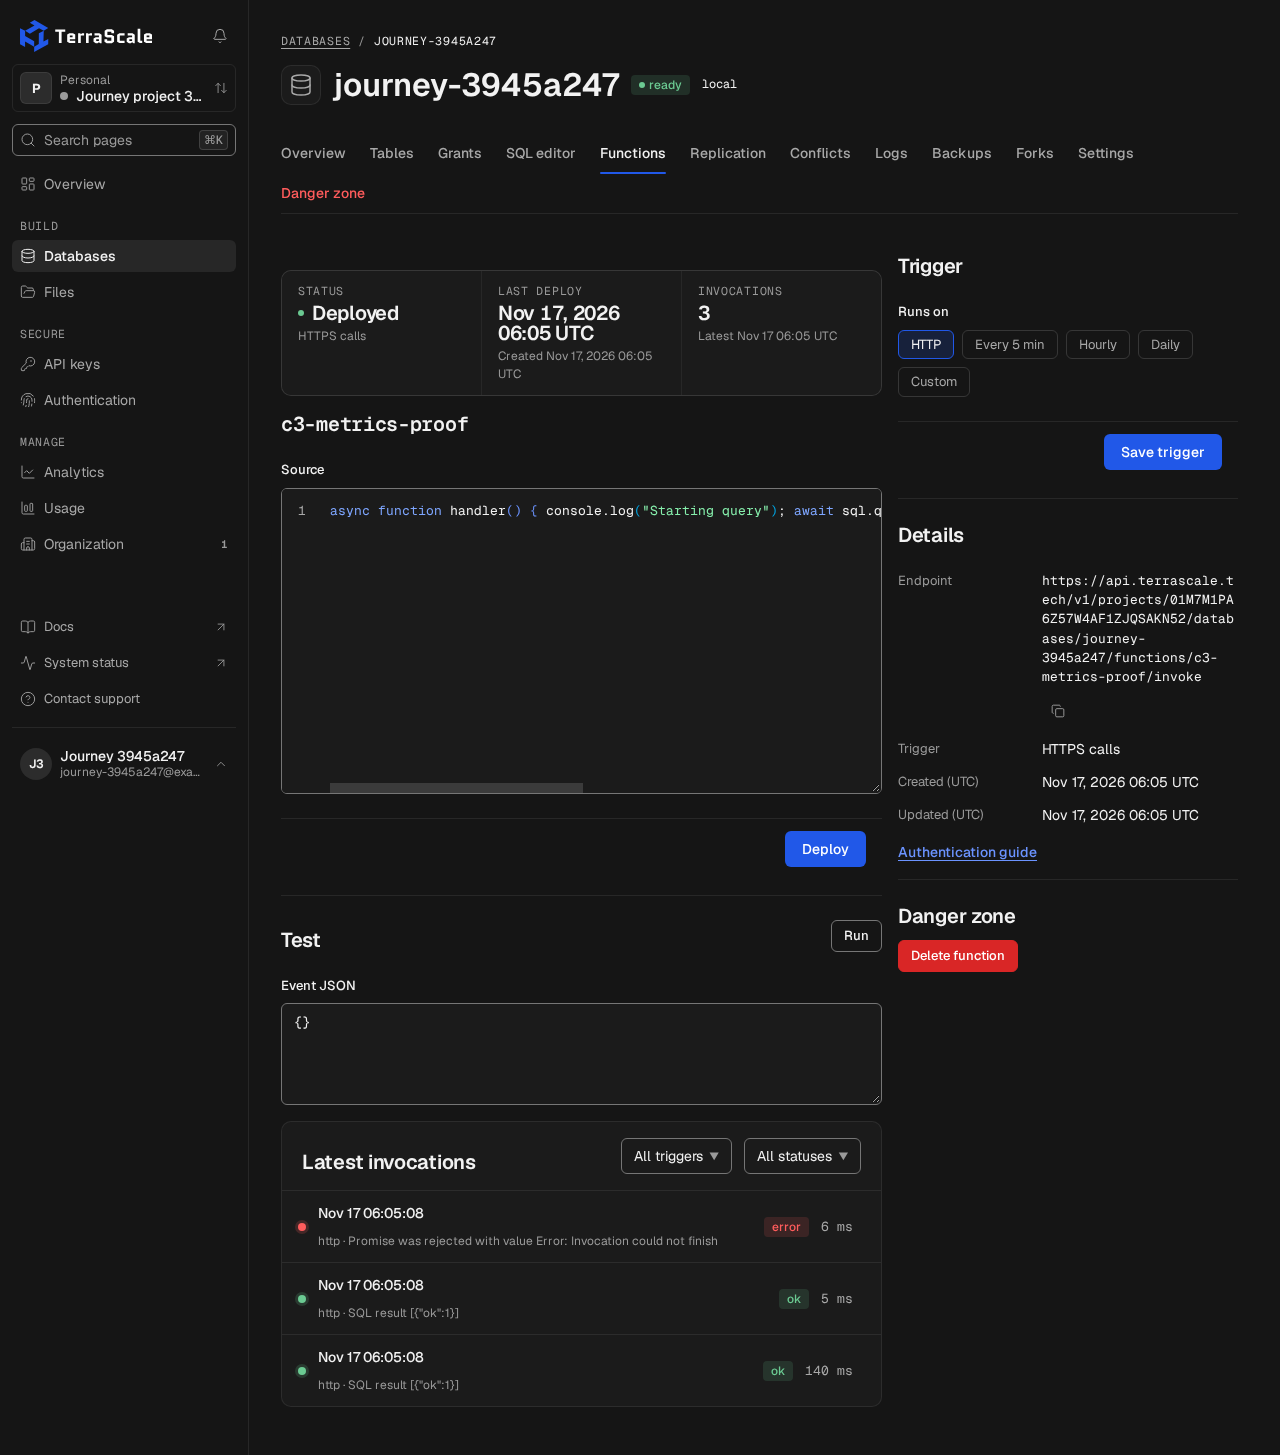 TerraScale
P
Personal
Journey project 3...
Search pages
⌘K
Overview
BUILD
Databases
Files
SECURE
API keys
Authentication
MANAGE
Analytics
Usage
Organization
1
Docs
System status
Contact support
J3
Journey 3945a247
journey-3945a247@exa...
DATABASES / JOURNEY-3945A247
journey-3945a247
ready
local
Overview
Tables
Grants
SQL editor
Functions
Replication
Conflicts
Logs
Backups
Forks
Settings
Danger zone
STATUS
Deployed
HTTPS calls
LAST DEPLOY
Nov 17, 2026
06:05 UTC
Created Nov 17, 2026 06:05
UTC
INVOCATIONS
3
Latest Nov 17 06:05 UTC
c3-metrics-proof
Source
1 async function handler() { console.log("Starting query"); await sql.q
Deploy
Test
Run
Event JSON
{}
Latest invocations
All triggers ▼
All statuses ▼
Nov 17 06:05:08
http · Promise was rejected with value Error: Invocation could not finish
error
6 ms
Nov 17 06:05:08
http · SQL result [{"ok":1}]
ok
5 ms
Nov 17 06:05:08
http · SQL result [{"ok":1}]
ok
140 ms
Trigger
Runs on
HTTP
Every 5 min
Hourly
Daily
Custom
Save trigger
Details
Endpoint
https://api.terrascale.t
ech/v1/projects/01M7M1PA
6Z57W4AF1ZJQSAKN52/datab
ases/journey-
3945a247/functions/c3-
metrics-proof/invoke
Trigger
HTTPS calls
Created (UTC)
Nov 17, 2026 06:05 UTC
Updated (UTC)
Nov 17, 2026 06:05 UTC
Authentication guide
Danger zone
Delete function